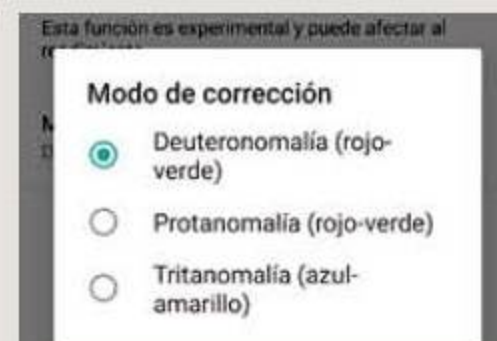 Esta función es experimental y puede afectar al
Modo de corrección
Deuteronomalía (rojo-
verde)
Protanomalía (rojo-verde)
Tritanomalía (azul-
amarillo)